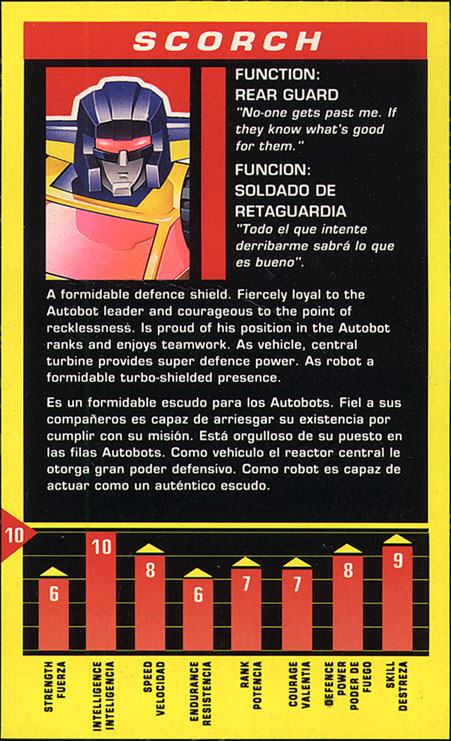 SCORCH
FUNCTION:
REAR GUARD
"No-one gets past me. If
they know what's good
for them."
FUNCION:
SOLDADO DE
RETAGUARDIA
"Todo el que intente
derribarme sabrá lo que
es bueno".
A formidable defence shield. Fiercely loyal to the
Autobot leader and courageous to the point of
recklessness. Is proud of his position in the Autobot
ranks and enjoys teamwork. As vehicle, central
turbine provides super defence power. As robot a
formidable turbo-shielded presence.
Es un formidable escudo para los Autobots. Fiel a sus
compañeros es capaz de arriesgar su existencia por
cumplir con su misión. Está orgulloso de su puesto en
las filas Autobots. Como vehículo el reactor central le
otorga gran poder defensivo. Como robot es capaz de
actuar como un auténtico escudo.
10
6
10
8
6
7
7
8
9
STRENGTH
FUERZA
INTELLIGENCE
INTELIGENCIA
SPEED
VELOCIDAD
ENDURANCE
RESISTENCIA
RANK
POTENCIA
COURAGE
VALENTIA
DEFENCE
POWER
PODER DE
FUEGO
SKILL
DESTREZA